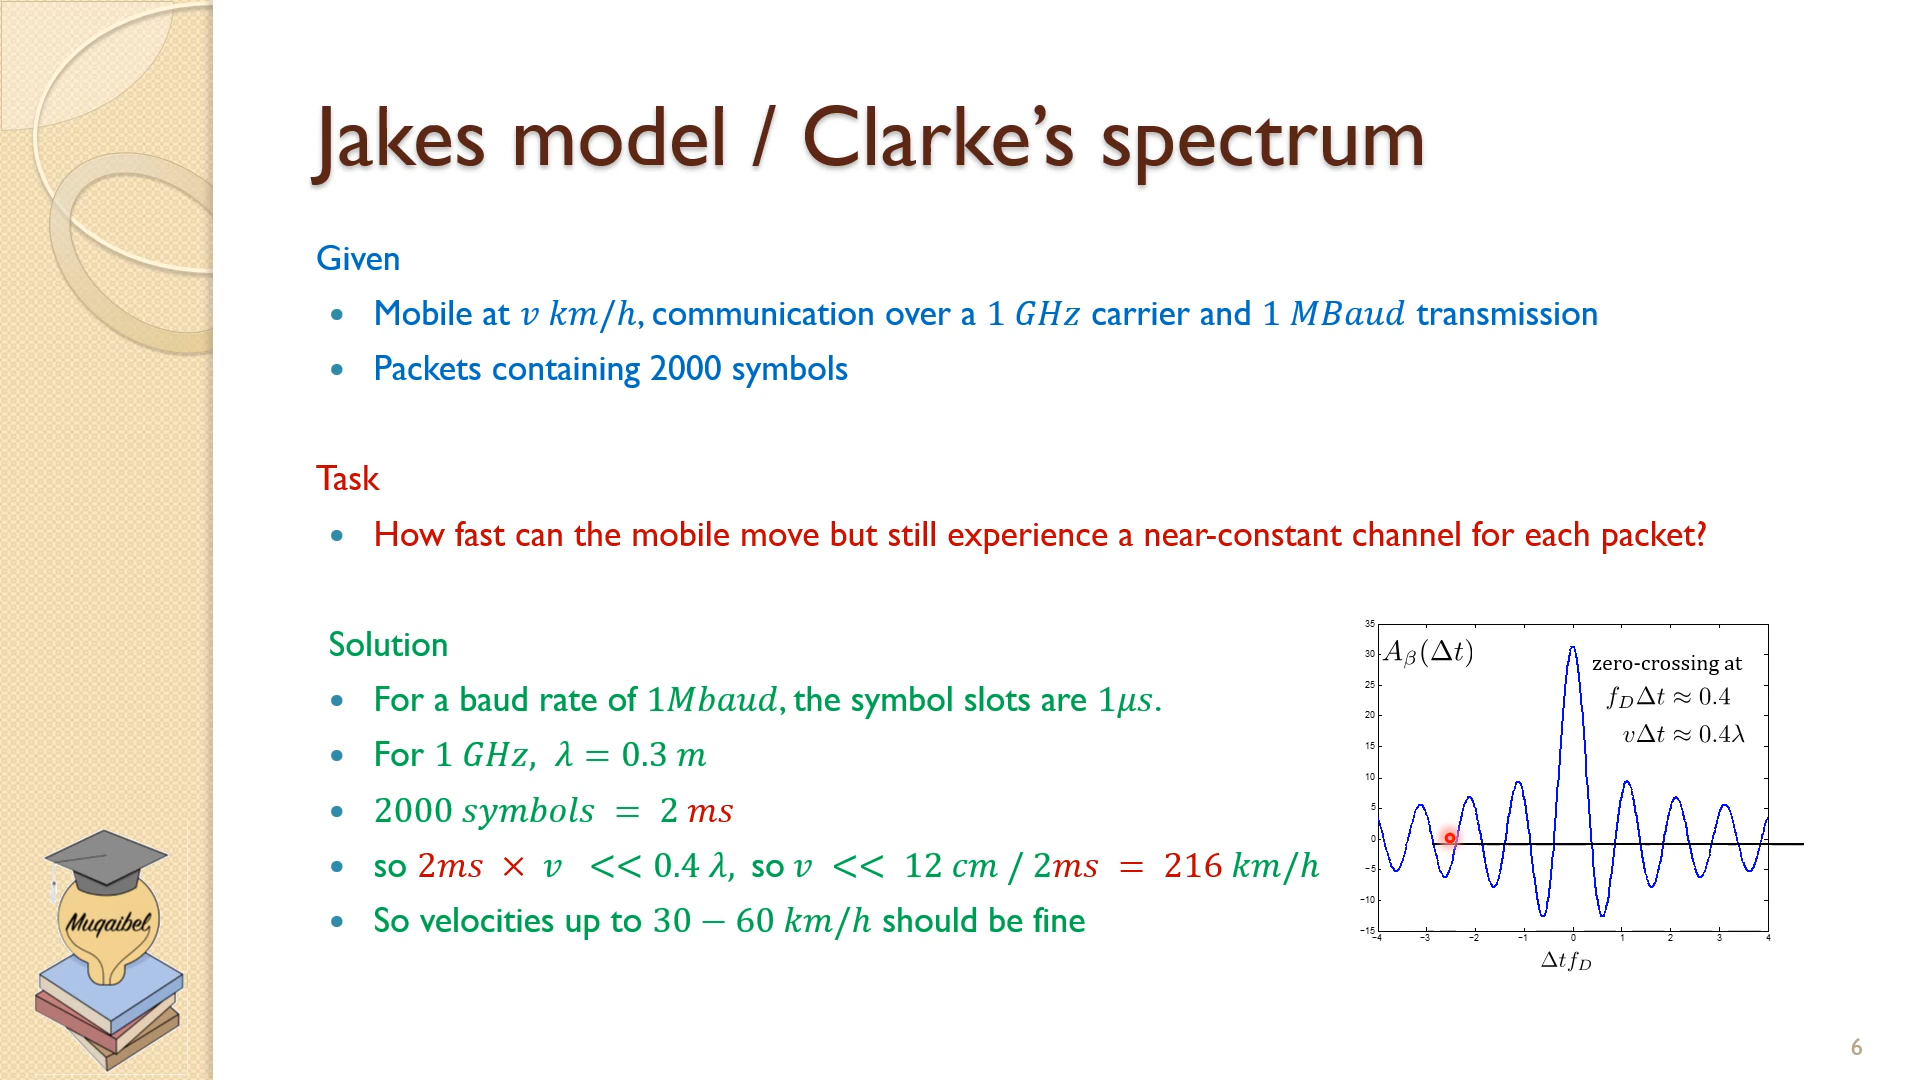 Jakes model / Clarke’s spectrum
Given
• Mobile at v km/h, communication over a 1 GHz carrier and 1 MBaud transmission
• Packets containing 2000 symbols
Task
• How fast can the mobile move but still experience a near-constant channel for each packet?
Solution
• For a baud rate of 1Mbaud, the symbol slots are 1μs.
• For 1 GHz, λ = 0.3 m
• 2000 symbols = 2 ms
• so 2ms × v << 0.4 λ, so v << 12 cm / 2ms = 216 km/h
• So velocities up to 30 − 60 km/h should be fine
A_β(Δt)
zero-crossing at
f_DΔt ≈ 0.4
vΔt ≈ 0.4λ
35
30
25
20
15
10
5
0
−5
−10
−15
−4 −3 −2 −1 0 1 2 3 4
Δtf_D
Muqaibel
6